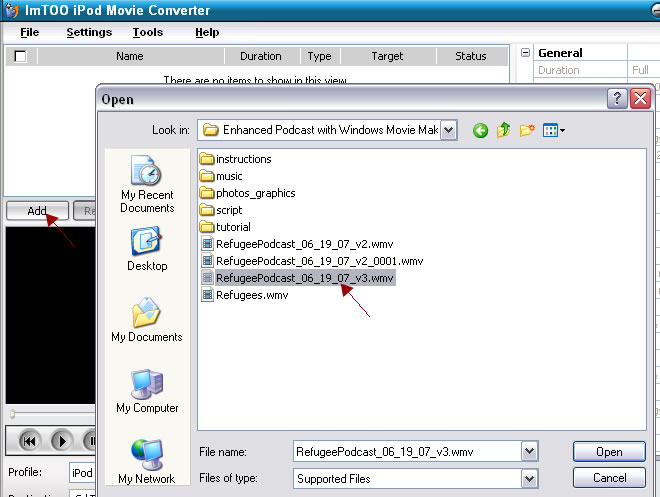 ImTOO iPod Movie Converter
File Settings Tools Help
Name Duration Type Target Status
General
Duration Full
There are no items to show in this view
Open
Look in: Enhanced Podcast with Windows Movie Mak
My Recent Documents
Desktop
My Documents
My Computer
My Network
instructions
music
photos_graphics
script
tutorial
RefugeePodcast_06_19_07_v2.wmv
RefugeePodcast_06_19_07_v2_0001.wmv
RefugeePodcast_06_19_07_v3.wmv
Refugees.wmv
Add
File name: RefugeePodcast_06_19_07_v3.wmv Open
Files of type: Supported Files Cancel
Profile: iPod